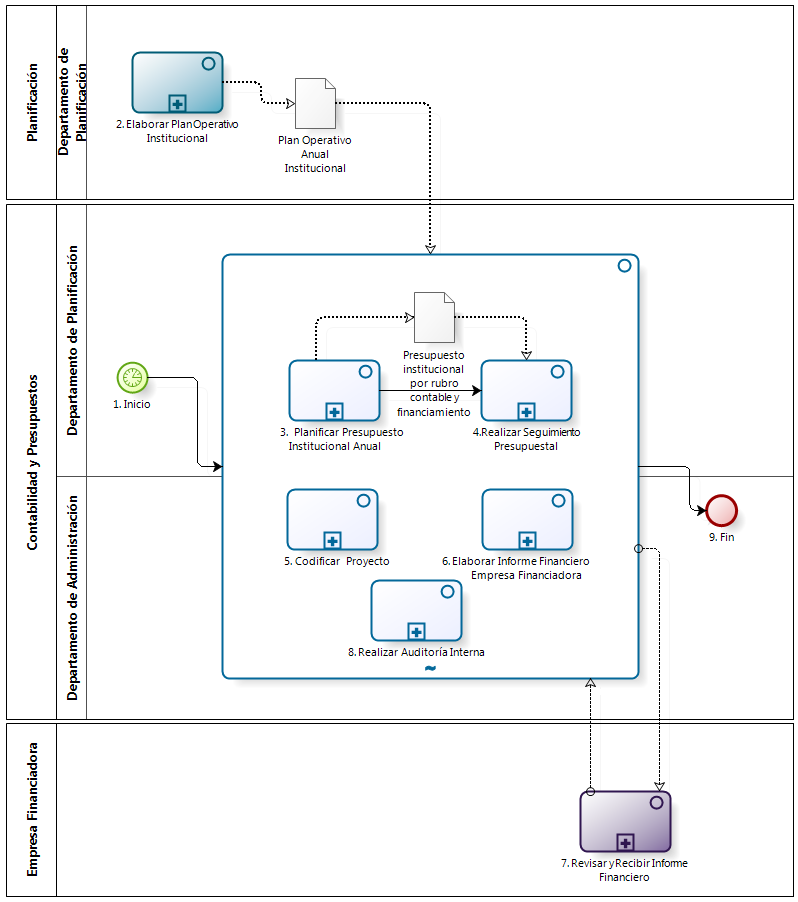 Planificación
Departamento de
Planificación
2. Elaborar Plan Operativo
Institucional
Plan Operativo
Anual
Institucional
Contabilidad y Presupuestos
Departamento de Planificación
1. Inicio
Presupuesto
institucional
por rubro
contable y
financiamiento
3. Planificar Presupuesto
Institucional Anual
4.Realizar Seguimiento
Presupuestal
Departamento de Administración
5. Codificar Proyecto
6. Elaborar Informe Financiero
Empresa Financiadora
8. Realizar Auditoría Interna
9. Fin
Empresa Financiadora
7. Revisar y Recibir Informe
Financiero